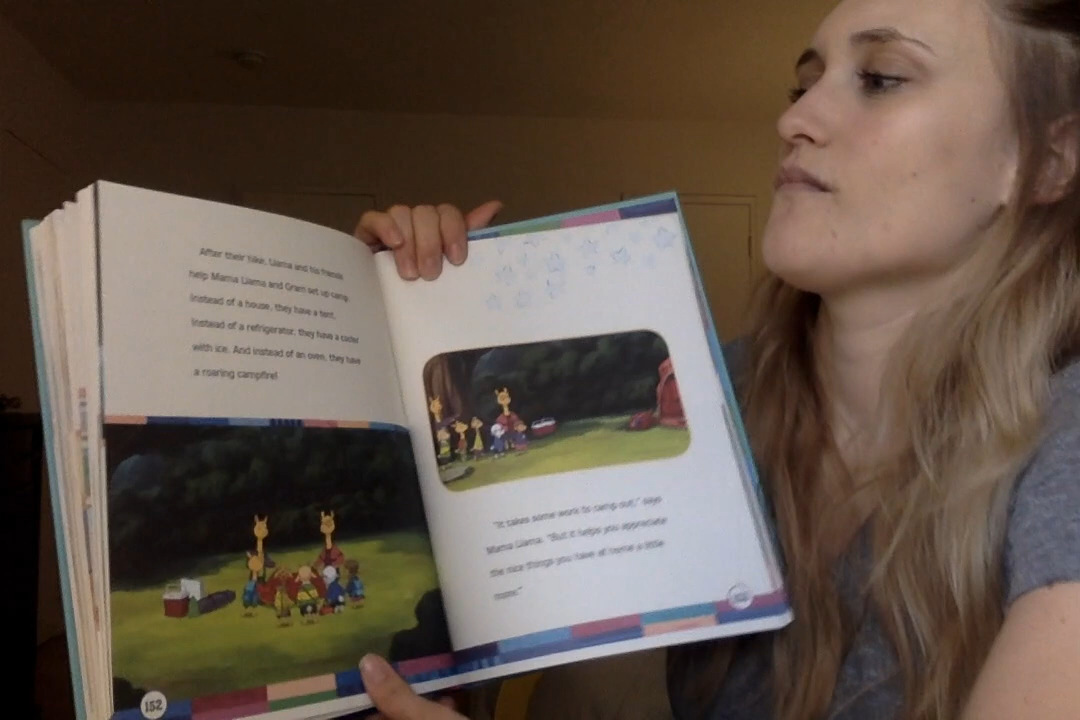 After their hike, Llama and his friends
help Mama Llama and Gram set up camp.
Instead of a house, they have a tent.
Instead of a refrigerator, they have a cooler
with ice. And instead of an oven, they have
a roaring campfire!
152
"It takes some work to camp out," says
Mama Llama. "But it helps you appreciate
the nice things you have at home a little
more."